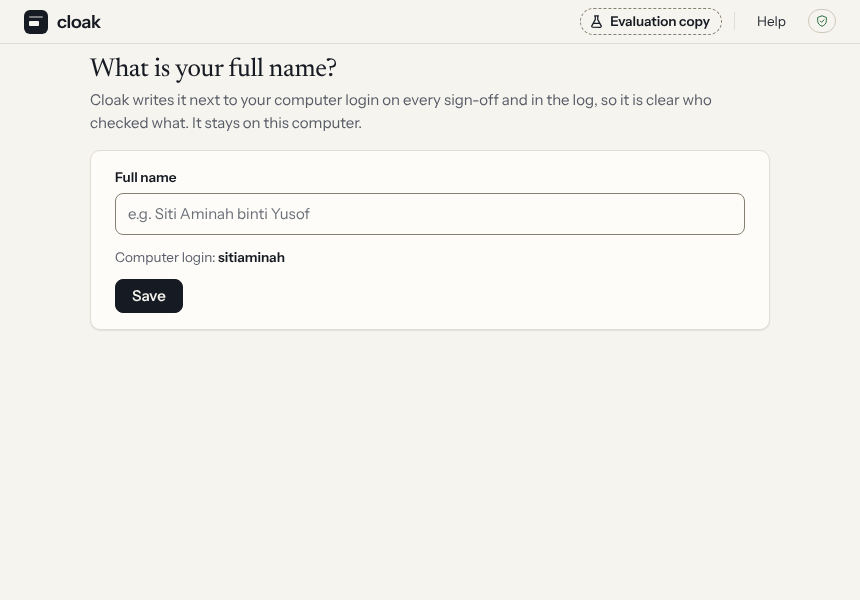 cloak
Evaluation copy
Help
What is your full name?
Cloak writes it next to your computer login on every sign-off and in the log, so it is clear who
checked what. It stays on this computer.
Full name
e.g. Siti Aminah binti Yusof
Computer login: sitiaminah
Save